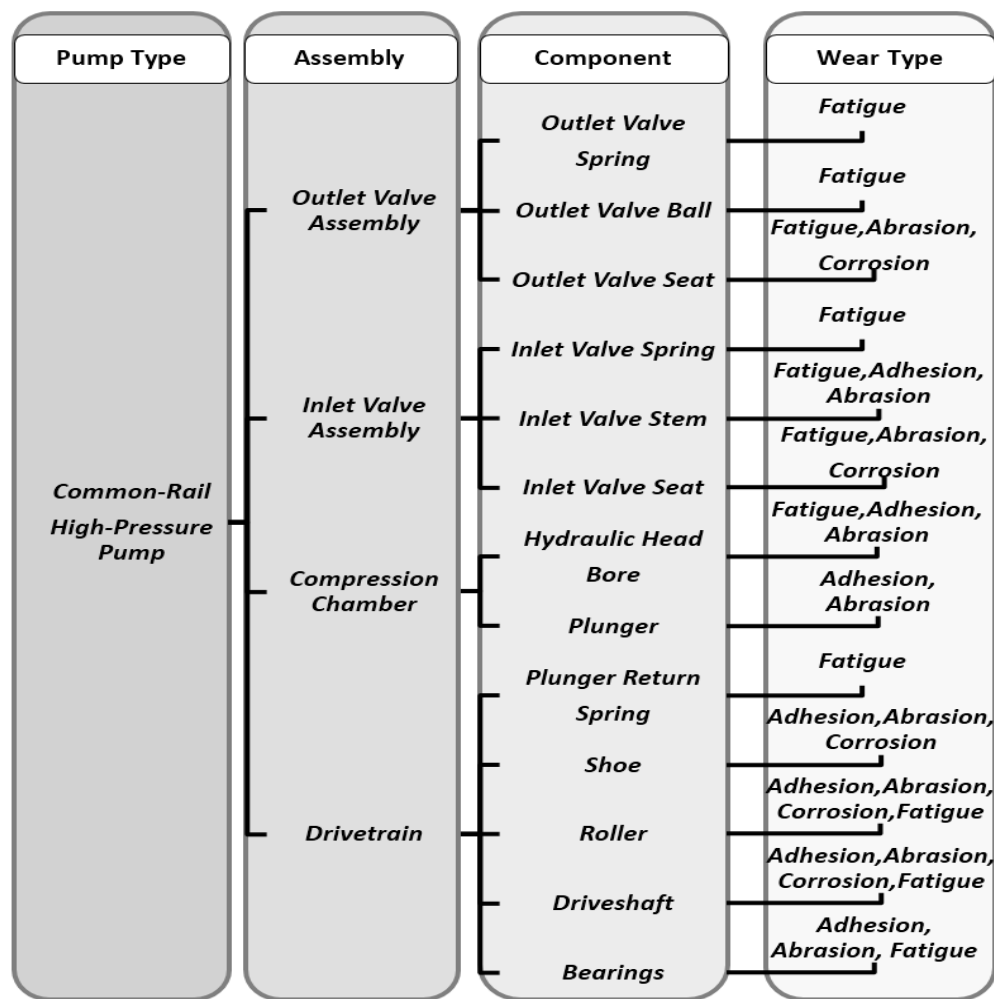 Pump Type
Assembly
Component
Wear Type
Common-Rail
High-Pressure
Pump
Outlet Valve
Assembly
Inlet Valve
Assembly
Compression
Chamber
Drivetrain
Outlet Valve
Spring
Outlet Valve Ball
Outlet Valve Seat
Inlet Valve Spring
Inlet Valve Stem
Inlet Valve Seat
Hydraulic Head
Bore
Plunger
Plunger Return
Spring
Shoe
Roller
Driveshaft
Bearings
Fatigue
Fatigue
Fatigue,Abrasion,
Corrosion
Fatigue
Fatigue,Adhesion,
Abrasion
Fatigue,Abrasion,
Corrosion
Fatigue,Adhesion,
Abrasion
Adhesion,
Abrasion
Fatigue
Adhesion,Abrasion,
Corrosion
Adhesion,Abrasion,
Corrosion,Fatigue
Adhesion,Abrasion,
Corrosion,Fatigue
Adhesion,
Abrasion, Fatigue